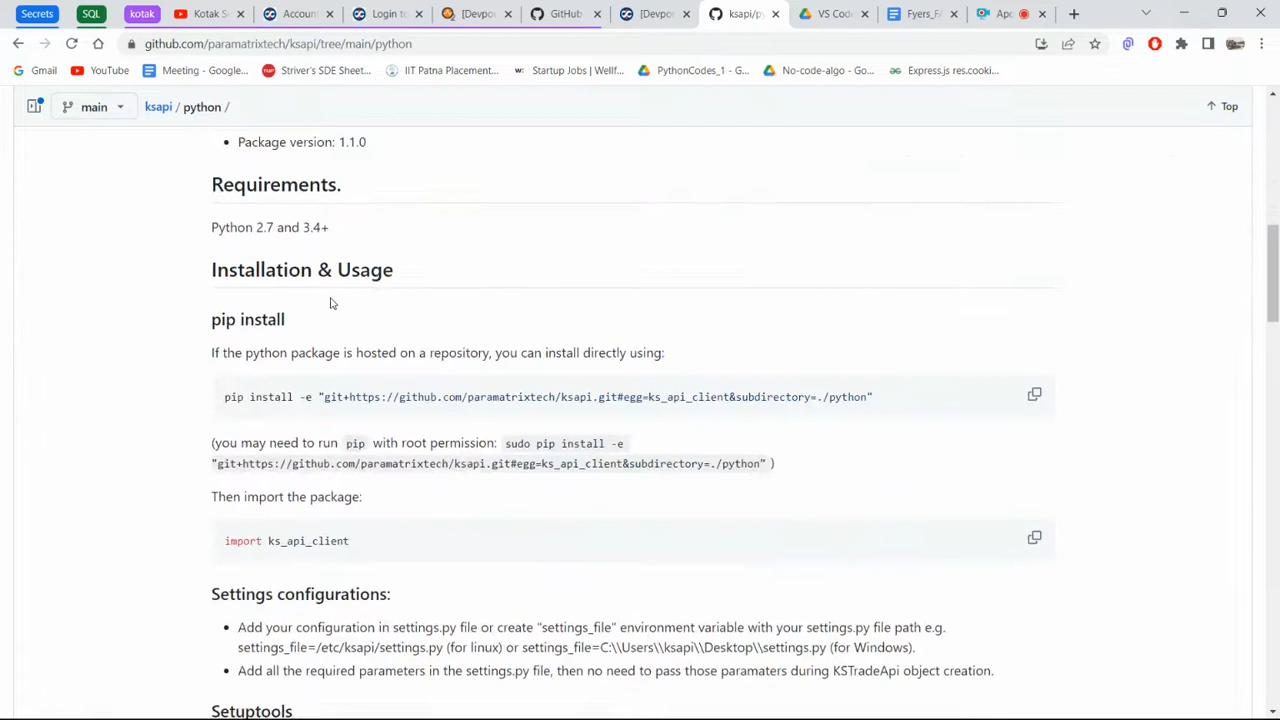 Secrets SQL kotak Kotak S Account Login to [Devpo GitHub [Devpo ksapi/py VSCod Fyers_F Apo
github.com/paramatrixtech/ksapi/tree/main/python
Gmail YouTube Meeting - Google... Striver's SDE Sheet... IIT Patna Placement... Startup Jobs | Wellf... PythonCodes_1 - G... No-code-algo - Go... Express.js res.cooki...
main ksapi / python / Top
• Package version: 1.1.0
Requirements.
Python 2.7 and 3.4+
Installation & Usage
pip install
If the python package is hosted on a repository, you can install directly using:
pip install -e "git+https://github.com/paramatrixtech/ksapi.git#egg=ks_api_client&subdirectory=./python"
(you may need to run pip with root permission: sudo pip install -e
"git+https://github.com/paramatrixtech/ksapi.git#egg=ks_api_client&subdirectory=./python" )
Then import the package:
import ks_api_client
Settings configurations:
• Add your configuration in settings.py file or create "settings_file" environment variable with your settings.py file path e.g.
settings_file=/etc/ksapi/settings.py (for linux) or settings_file=C:\\Users\\ksapi\\Desktop\\settings.py (for Windows).
• Add all the required parameters in the settings.py file, then no need to pass those paramaters during KSTradeApi object creation.
Setuptools